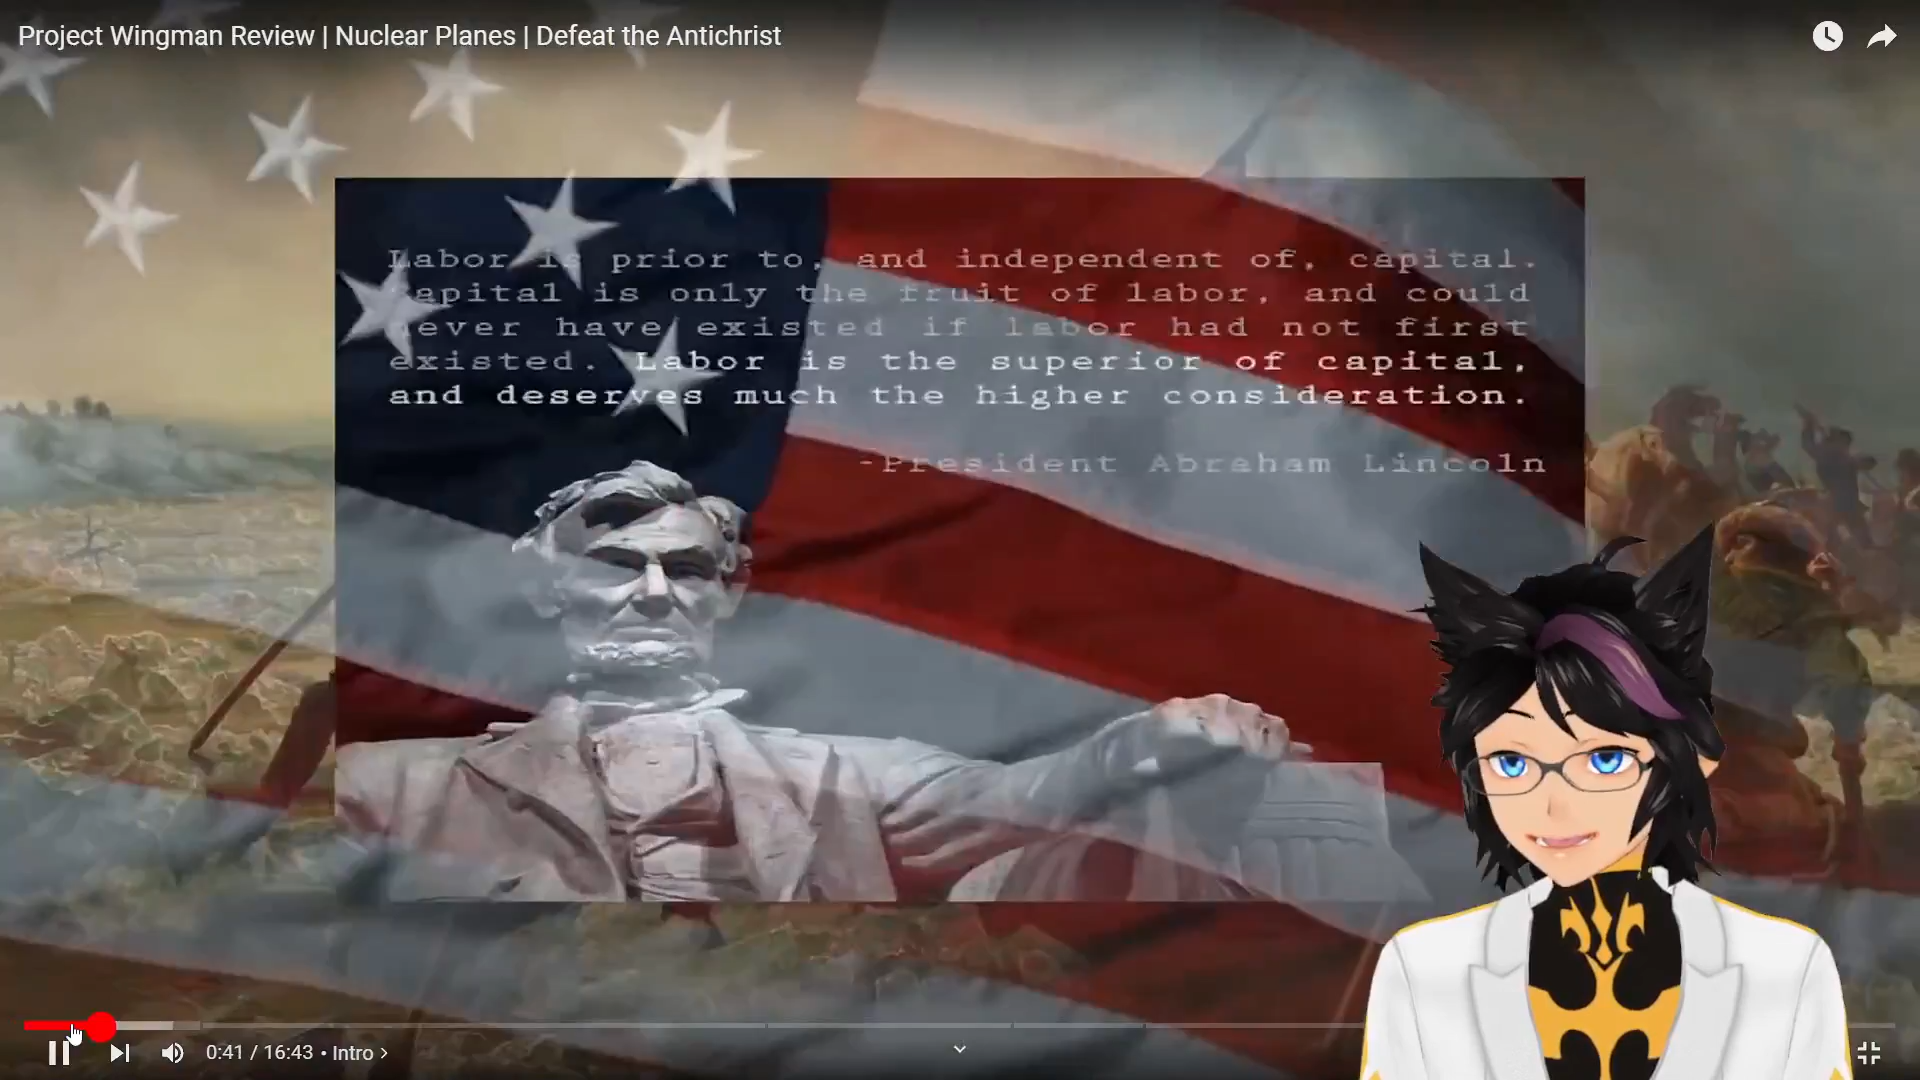 Project Wingman Review | Nuclear Planes | Defeat the Antichrist
Labor is prior to, and independent of, capital.
Capital is only the fruit of labor, and could
never have existed if labor had not first
existed. Labor is the superior of capital,
and deserves much the higher consideration.
-President Abraham Lincoln
0:41 / 16:43 • Intro >